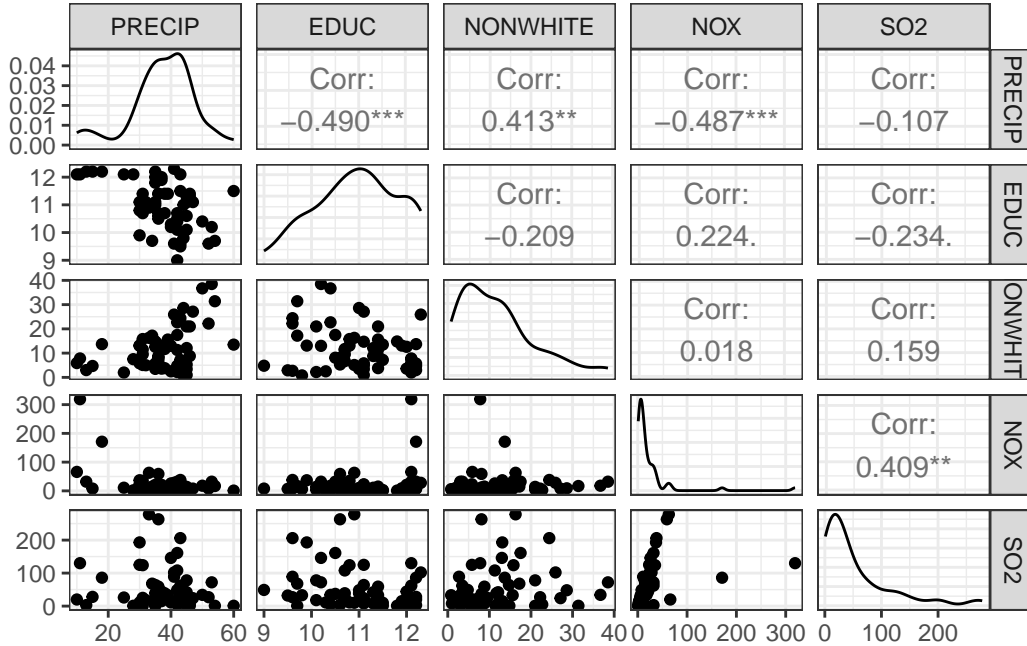 PRECIP EDUC NONWHITE NOX SO2
0.04
0.03
0.02
0.01
0.00
Corr:
−0.490***
Corr:
0.413**
Corr:
−0.487***
Corr:
−0.107
PRECIP
12
11
10
9
Corr:
−0.209
Corr:
0.224.
Corr:
−0.234.
EDUC
40
30
20
10
0
Corr:
0.018
Corr:
0.159
ONWHIT
300
200
100
0
Corr:
0.409**
NOX
200
100
0
SO2
20 40 60 9 10 11 12 0 10 20 30 40 0 100 200 300 0 100 200